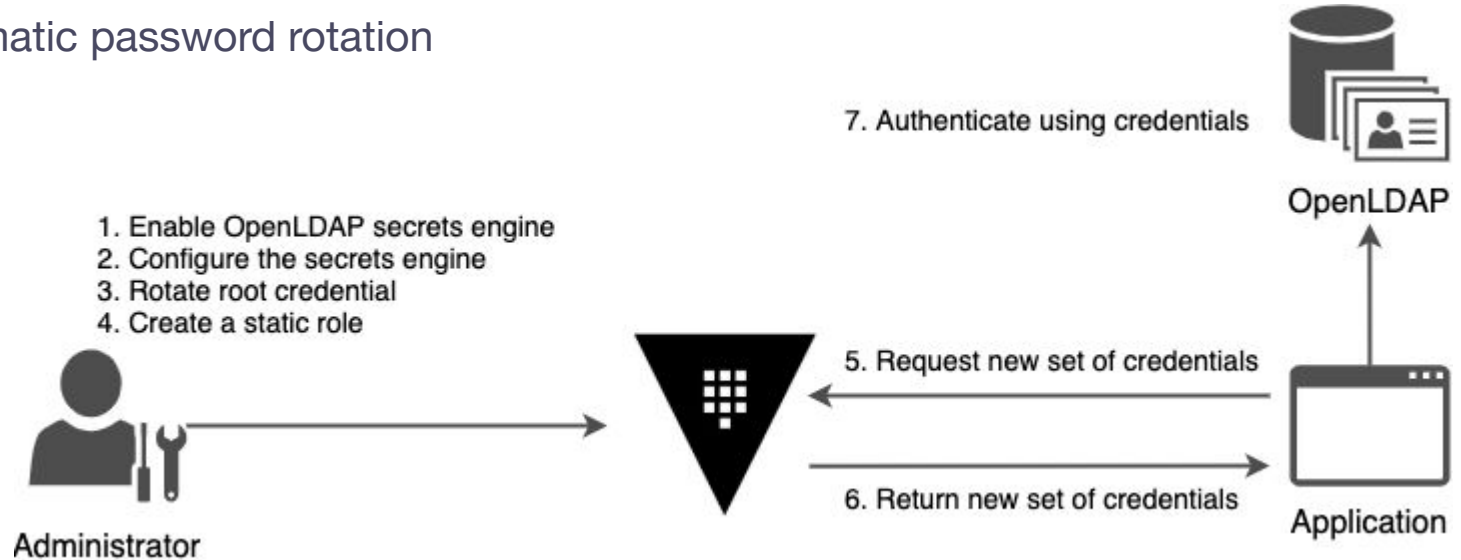 matic password rotation
7. Authenticate using credentials
OpenLDAP
1. Enable OpenLDAP secrets engine
2. Configure the secrets engine
3. Rotate root credential
4. Create a static role
5. Request new set of credentials
6. Return new set of credentials
Application
Administrator